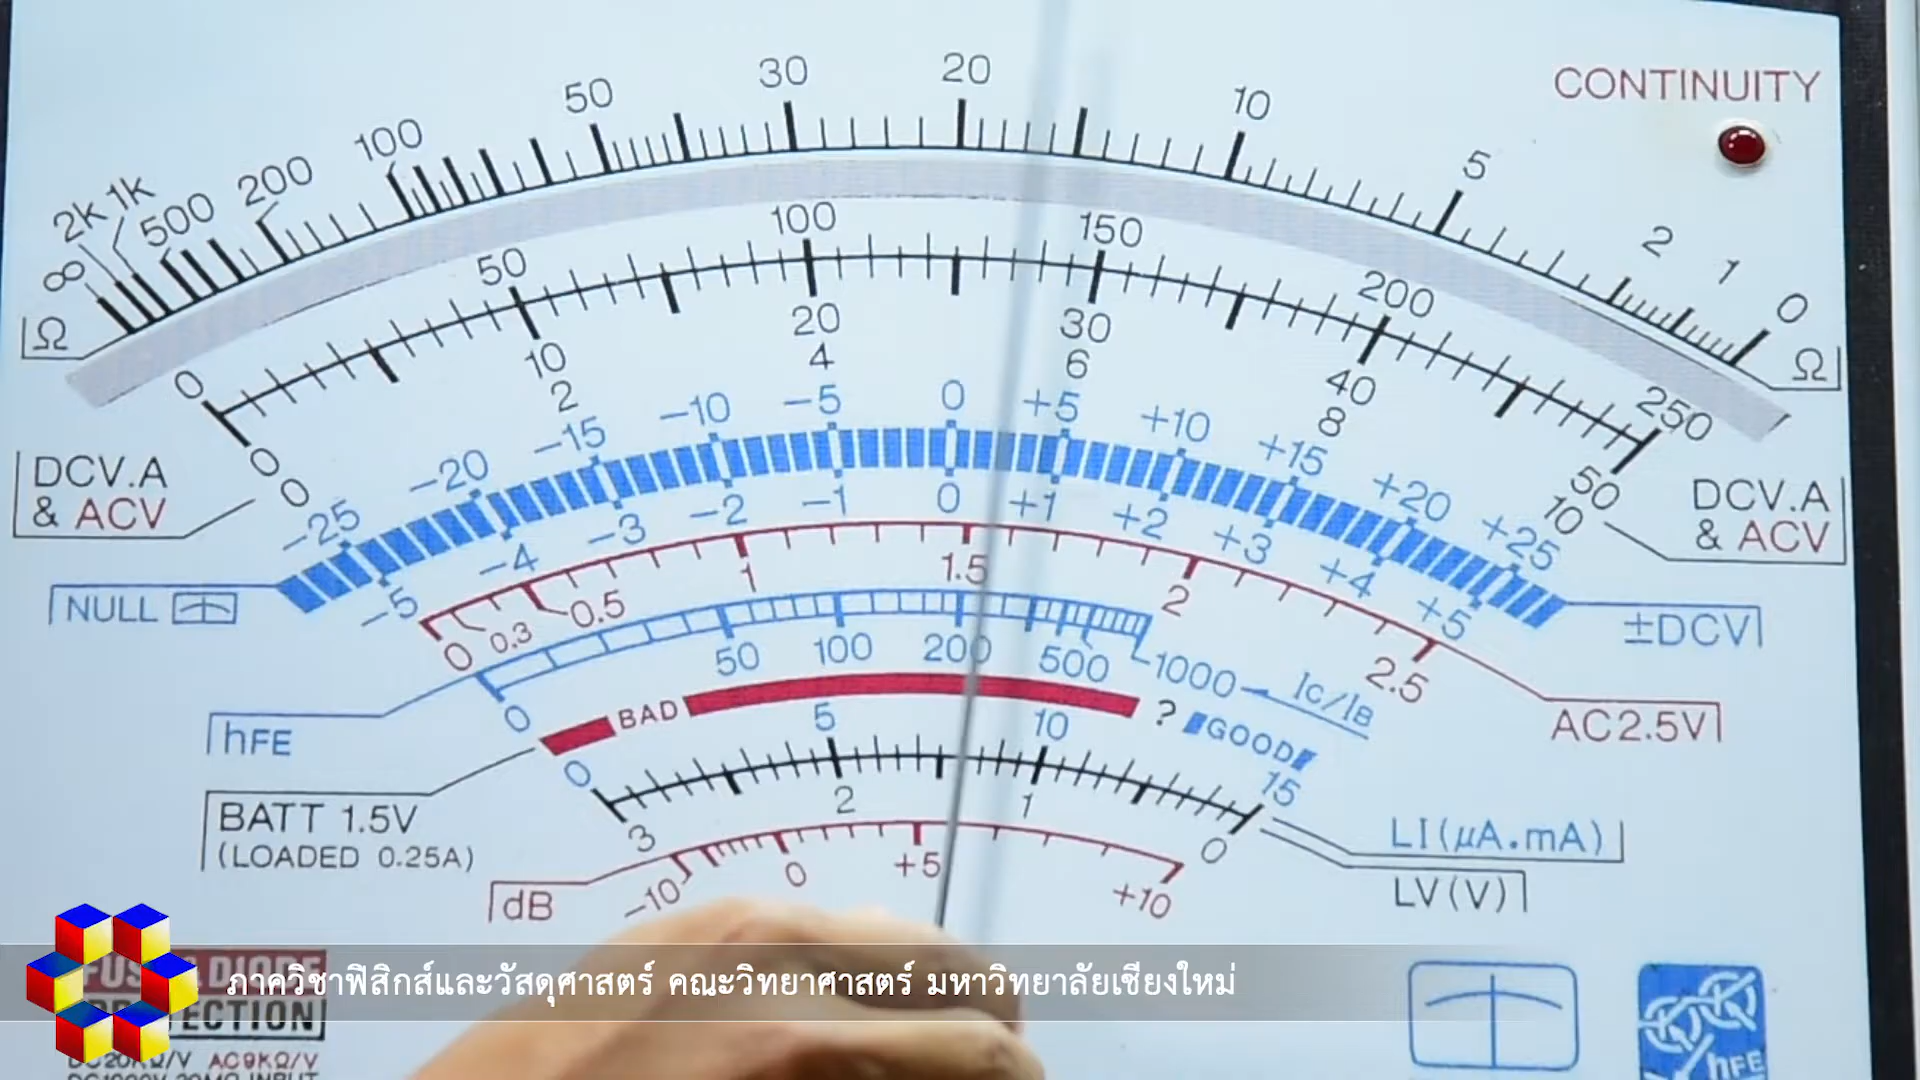 CONTINUITY
∞ 2k 1k 500 200 100 50 30 20 10 5 2 1 0
Ω Ω
0 50 100 150 200 250
0 10 20 30 40 50
0 2 4 6 8 10
DCV.A
& ACV
DCV.A
& ACV
-25 -20 -15 -10 -5 0 +5 +10 +15 +20 +25
-5 -4 -3 -2 -1 0 +1 +2 +3 +4 +5
NULL
±DCV
0 0.3 0.5 1 1.5 2 2.5
AC2.5V
0 50 100 200 500 1000 Ic/IB
hFE
BAD ? GOOD
BATT 1.5V
(LOADED 0.25A)
0 5 10 15
3 2 1 0
LI(μA.mA)
LV(V)
-10 0 +5 +10
dB
ภาควิชาฟิสิกส์และวัสดุศาสตร์ คณะวิทยาศาสตร์ มหาวิทยาลัยเชียงใหม่
FUSE & DIODE
PROTECTION
DC20KΩ/V AC9KΩ/V
hFE